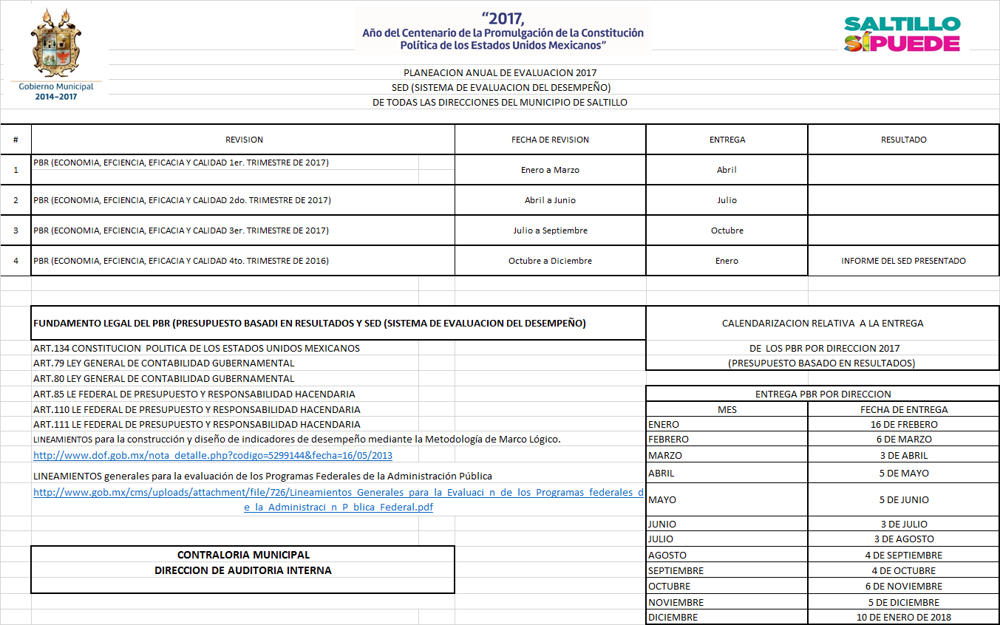 “2017,
Año del Centenario de la Promulgación de la Constitución
Política de los Estados Unidos Mexicanos”
SALTILLO
SÍPUEDE
Gobierno Municipal
2014-2017
PLANEACION ANUAL DE EVALUACION 2017
SED (SISTEMA DE EVALUACION DEL DESEMPEÑO)
DE TODAS LAS DIRECCIONES DEL MUNICIPIO DE SALTILLO
# REVISION FECHA DE REVISION ENTREGA RESULTADO
1 PBR (ECONOMIA, EFCIENCIA, EFICACIA Y CALIDAD 1er. TRIMESTRE DE 2017) Enero a Marzo Abril
2 PBR (ECONOMIA, EFCIENCIA, EFICACIA Y CALIDAD 2do. TRIMESTRE DE 2017) Abril a Junio Julio
3 PBR (ECONOMIA, EFCIENCIA, EFICACIA Y CALIDAD 3er. TRIMESTRE DE 2017) Julio a Septiembre Octubre
4 PBR (ECONOMIA, EFCIENCIA, EFICACIA Y CALIDAD 4to. TRIMESTRE DE 2016) Octubre a Diciembre Enero INFORME DEL SED PRESENTADO
FUNDAMENTO LEGAL DEL PBR (PRESUPUESTO BASADI EN RESULTADOS Y SED (SISTEMA DE EVALUACION DEL DESEMPEÑO)
ART.134 CONSTITUCION POLITICA DE LOS ESTADOS UNIDOS MEXICANOS
ART.79 LEY GENERAL DE CONTABILIDAD GUBERNAMENTAL
ART.80 LEY GENERAL DE CONTABILIDAD GUBERNAMENTAL
ART.85 LE FEDERAL DE PRESUPUESTO Y RESPONSABILIDAD HACENDARIA
ART.110 LE FEDERAL DE PRESUPUESTO Y RESPONSABILIDAD HACENDARIA
ART.111 LE FEDERAL DE PRESUPUESTO Y RESPONSABILIDAD HACENDARIA
LINEAMIENTOS para la construcción y diseño de indicadores de desempeño mediante la Metodología de Marco Lógico.
http://www.dof.gob.mx/nota_detalle.php?codigo=5299144&fecha=16/05/2013
LINEAMIENTOS generales para la evaluación de los Programas Federales de la Administración Pública
http://www.gob.mx/cms/uploads/attachment/file/726/Lineamientos_Generales_para_la_Evaluaci_n_de_los_Programas_federales_d
e_la_Administraci_n_P_blica_Federal.pdf
CONTRALORIA MUNICIPAL
DIRECCION DE AUDITORIA INTERNA
CALENDARIZACION RELATIVA A LA ENTREGA
DE LOS PBR POR DIRECCION 2017
(PRESUPUESTO BASADO EN RESULTADOS)
ENTREGA PBR POR DIRECCION
MES FECHA DE ENTREGA
ENERO 16 DE FREBERO
FEBRERO 6 DE MARZO
MARZO 3 DE ABRIL
ABRIL 5 DE MAYO
MAYO 5 DE JUNIO
JUNIO 3 DE JULIO
JULIO 3 DE AGOSTO
AGOSTO 4 DE SEPTIEMBRE
SEPTIEMBRE 4 DE OCTUBRE
OCTUBRE 6 DE NOVIEMBRE
NOVIEMBRE 5 DE DICIEMBRE
DICIEMBRE 10 DE ENERO DE 2018